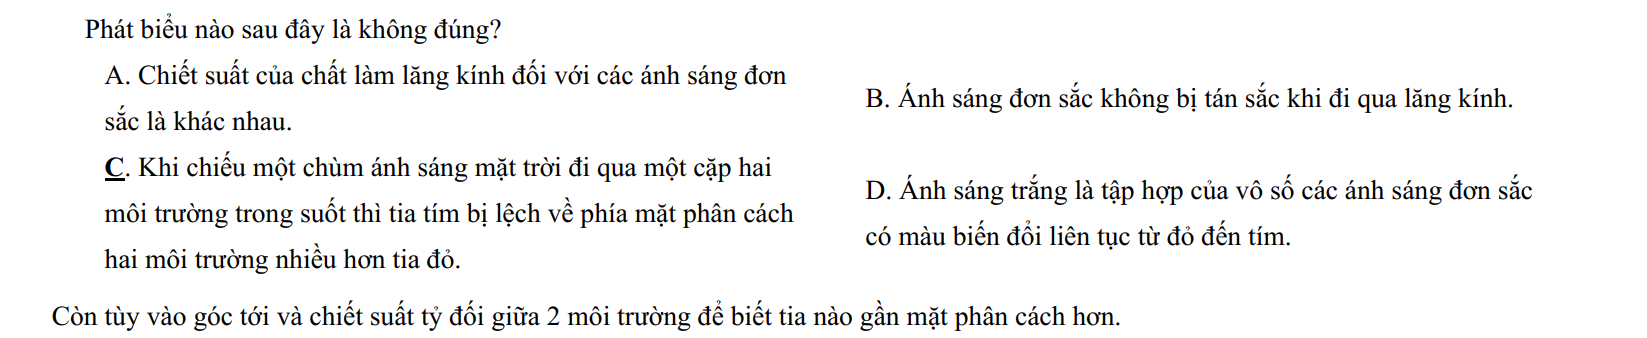 Phát biểu nào sau đây là không đúng?
A. Chiết suất của chất làm lăng kính đối với các ánh sáng đơn
sắc là khác nhau.
B. Ánh sáng đơn sắc không bị tán sắc khi đi qua lăng kính.
C. Khi chiếu một chùm ánh sáng mặt trời đi qua một cặp hai
môi trường trong suốt thì tia tím bị lệch về phía mặt phân cách
hai môi trường nhiều hơn tia đỏ.
D. Ánh sáng trắng là tập hợp của vô số các ánh sáng đơn sắc
có màu biến đổi liên tục từ đỏ đến tím.
Còn tùy vào góc tới và chiết suất tỷ đối giữa 2 môi trường để biết tia nào gần mặt phân cách hơn.